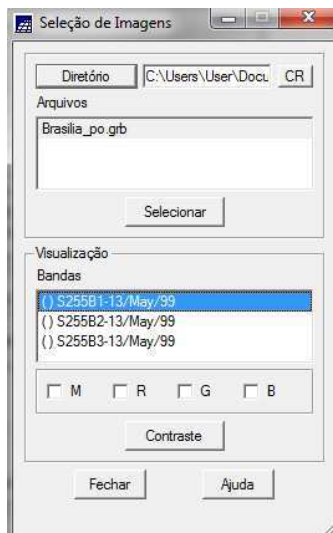 Seleção de Imagens
Diretório C:\Users\User\Docu CR
Arquivos
Brasilia_po.grb
Selecionar
Visualização
Bandas
( ) S255B1-13/May/99
( ) S255B2-13/May/99
( ) S255B3-13/May/99
M R G B
Contraste
Fechar Ajuda